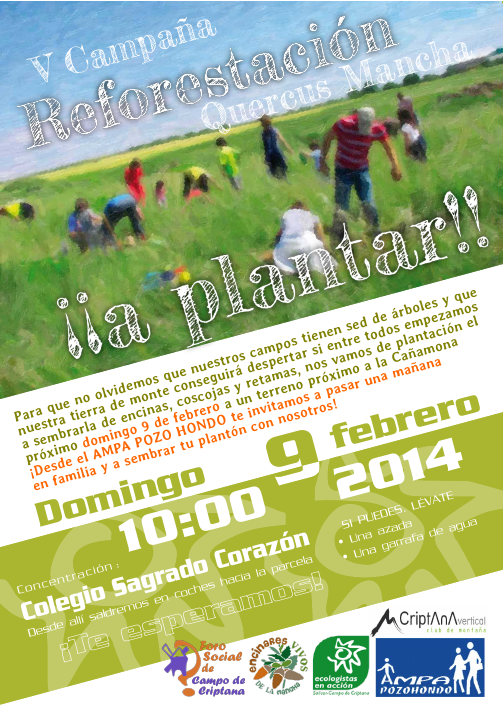 V Campaña
Reforestación
Quercus Mancha
¡¡a plantar!!
Para que no olvidemos que nuestros campos tienen sed de árboles y que
nuestra tierra de monte conseguirá despertar si entre todos empezamos
a sembrarla de encinas, coscojas y retamas, nos vamos de plantación el
próximo domingo 9 de febrero a un terreno próximo a la Cañamona
¡Desde el AMPA POZO HONDO te invitamos a pasar una mañana
en familia y a sembrar tu plantón con nosotros!
Domingo 9 febrero
10:00 2014
SI PUEDES, LÉVATE
• Una azada
• Una garrafa de agua
Concentración:
Colegio Sagrado Corazón
Desde allí saldremos en coches hacia la parcela
¡Te esperamos!
CriptAnA vertical
club de montaña
Foro
Social
de
Campo de
Criptana
encinares vivos
DE LA MANCHA
ecologistas
en acción
Salicor-Campo de Criptana
AMPA
POZOHONDO